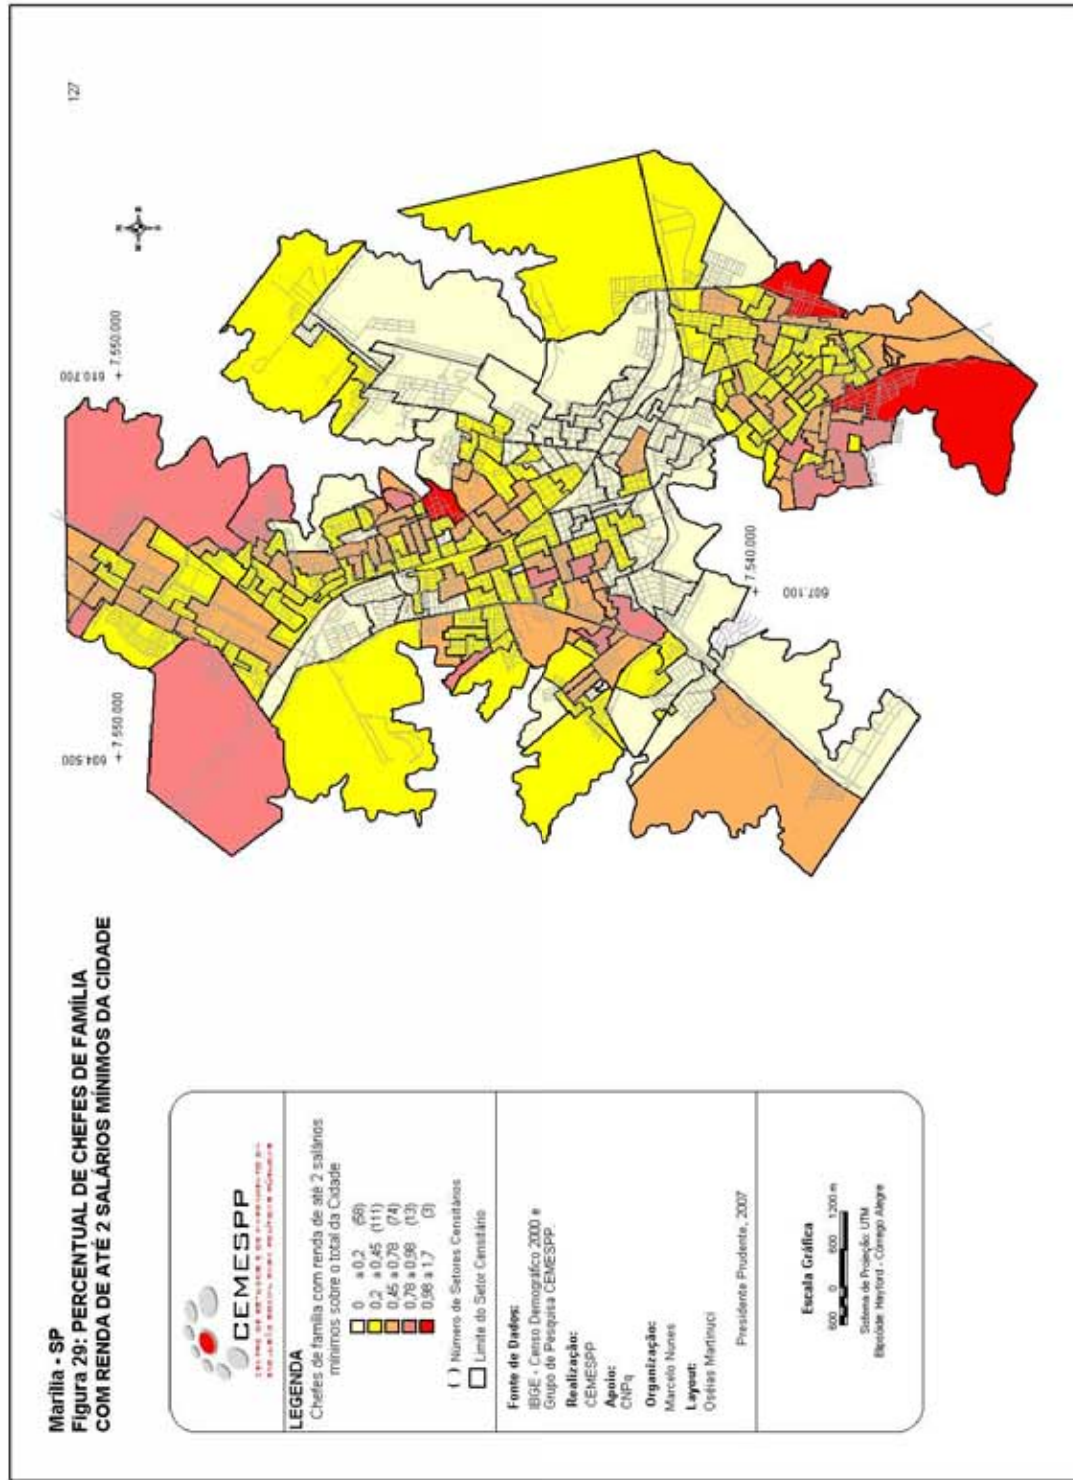 127
Marília - SP
Figura 29: PERCENTUAL DE CHEFES DE FAMÍLIA
COM RENDA DE ATÉ 2 SALÁRIOS MÍNIMOS DA CIDADE
604.500
+ 7.550.000
610.700
+ 7.550.000
+ 7.540.000
607.100
N
S
CEMESPP
LEGENDA
Chefes de família com renda de até 2 salários
mínimos sobre o total da Cidade
0 a 0,2 (58)
0,2 a 0,45 (111)
0,45 a 0,78 (74)
0,78 a 0,98 (13)
0,98 a 1,7 (3)
( ) Número de Setores Censitários
Limite do Setor Censitário
Fonte de Dados:
IBGE - Censo Demográfico 2000 e
Grupo de Pesquisa CEMESPP.
Realização:
CEMESPP
Apoio:
CNPq
Organização:
Marcelo Nunes
Layout:
Oséias Martinuci
Presidente Prudente, 2007
Escala Gráfica
600 0 600 1200 m
Sistema de Projeção: UTM
Elipsóide: Hayford - Córrego Alegre